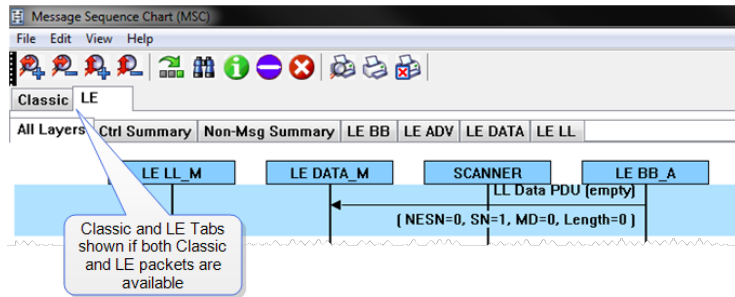 Message Sequence Chart (MSC)
File Edit View Help
Classic LE
All Layers Ctrl Summary Non-Msg Summary LE BB LE ADV LE DATA LE LL
LE LL_M LE DATA_M SCANNER LE BB_A
LL Data PDU (empty)
( NESN=0, SN=1, MD=0, Length=0 )
Classic and LE Tabs
shown if both Classic
and LE packets are
available